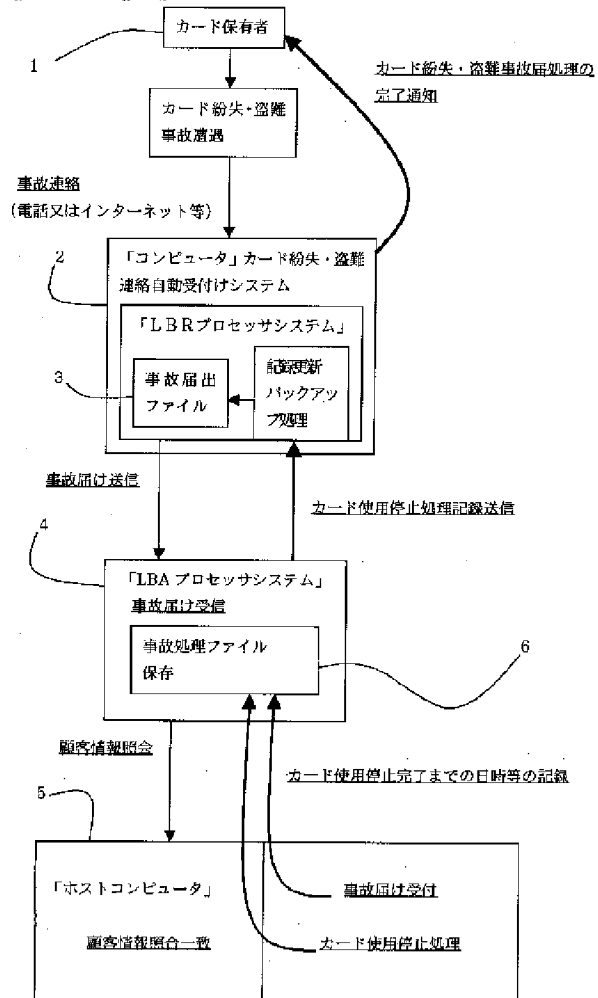 カード保有者
1
カード紛失・盗難事故届処理の
完了通知
カード紛失・盗難
事故遭遇
事故連絡
(電話又はインターネット等)
2
「コンピュータ」カード紛失・盗難
連絡自動受付けシステム
「LBRプロセッサシステム」
3
事故届出
ファイル
記録更新
バックアッ
プ処理
事故届け送信
カード使用停止処理記録送信
4
「LBA プロセッサシステム」
事故届け受信
事故処理ファイル
保存
6
顧客情報照会
カード使用停止完了までの日時等の記録
5
「ホストコンピュータ」
事故届け受付
顧客情報照合一致
カード使用停止処理